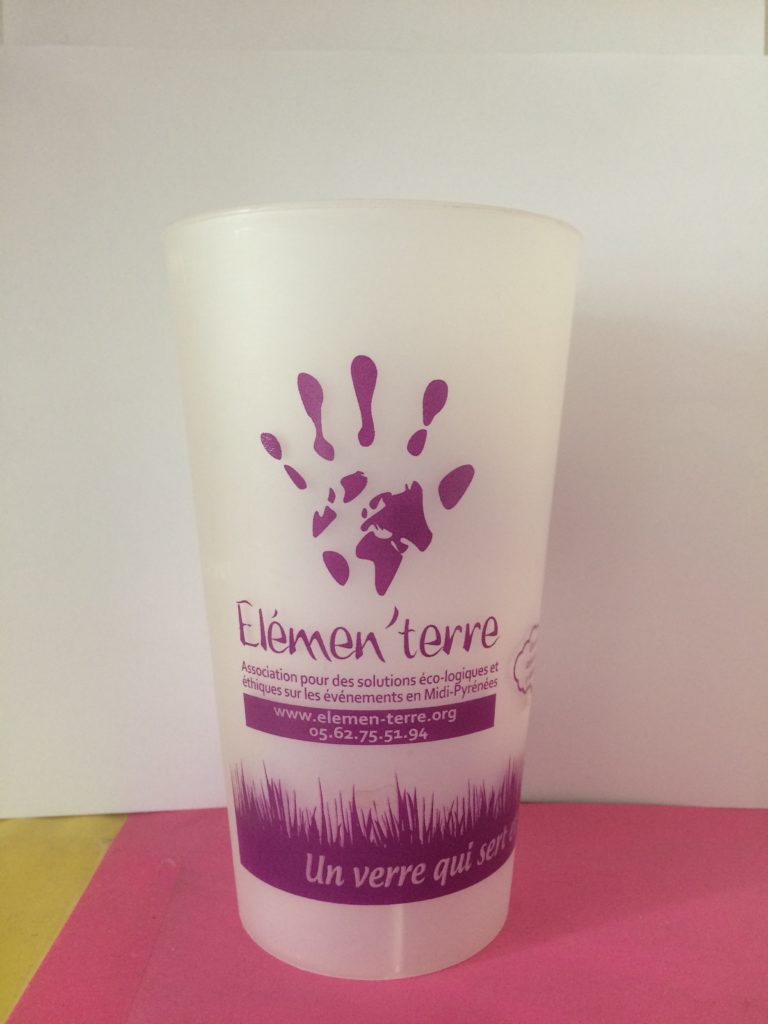 Elémen'terre
Association pour des solutions éco-logiques et
éthiques sur les événements en Midi-Pyrénées
www.elemen-terre.org
05.62.75.51.94
Un verre qui sert